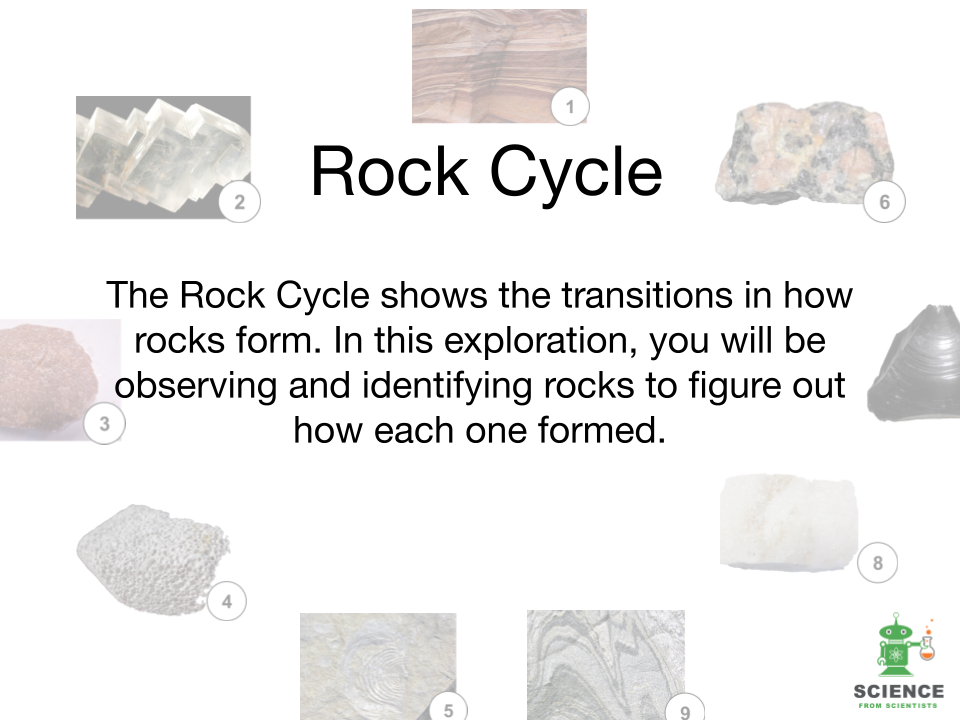 1
Rock Cycle
2
6
The Rock Cycle shows the transitions in how
rocks form. In this exploration, you will be
observing and identifying rocks to figure out
how each one formed.
3
8
4
5
9
SCIENCE
FROM SCIENTISTS